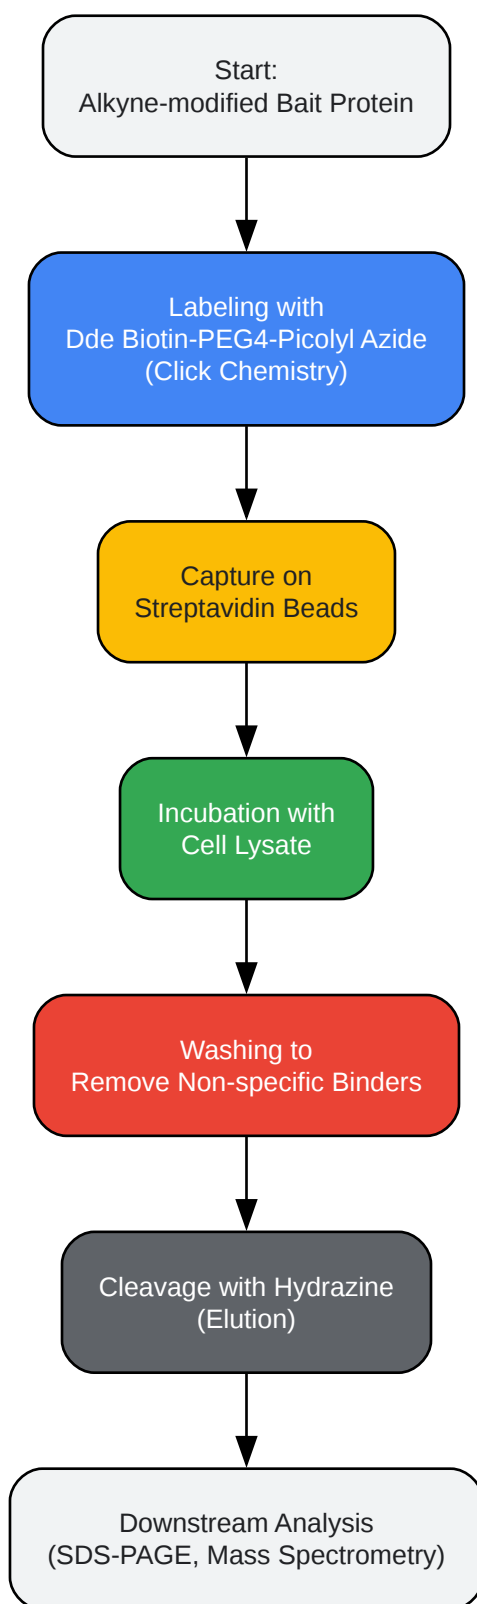 Start:
Alkyne-modified Bait Protein
Labeling with
Dde Biotin-PEG4-Picolyl Azide
(Click Chemistry)
Capture on
Streptavidin Beads
Incubation with
Cell Lysate
Washing to
Remove Non-specific Binders
Cleavage with Hydrazine
(Elution)
Downstream Analysis
(SDS-PAGE, Mass Spectrometry)